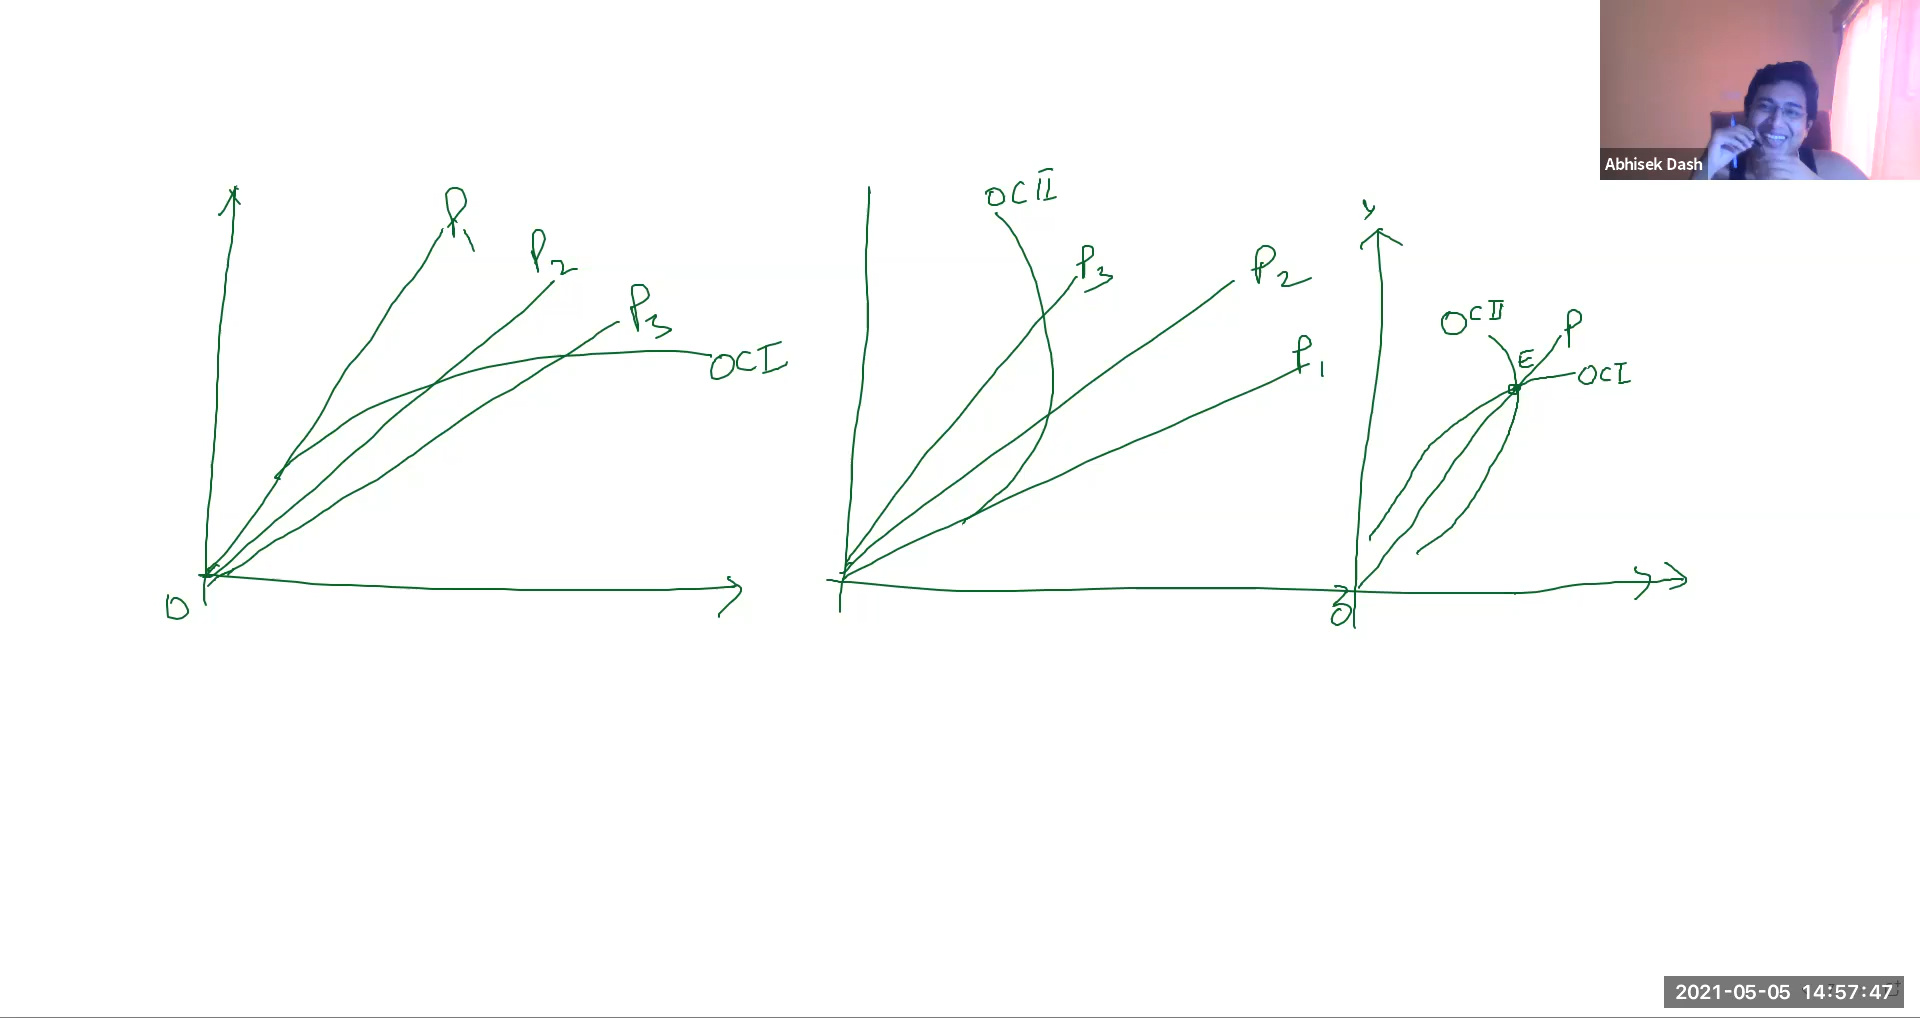 Abhisek Dash
P1
P2
P3
OCI
O
OCII
P3
P2
P1
y
OCII
P
E
OCI
O
2021-05-05 14:57:47